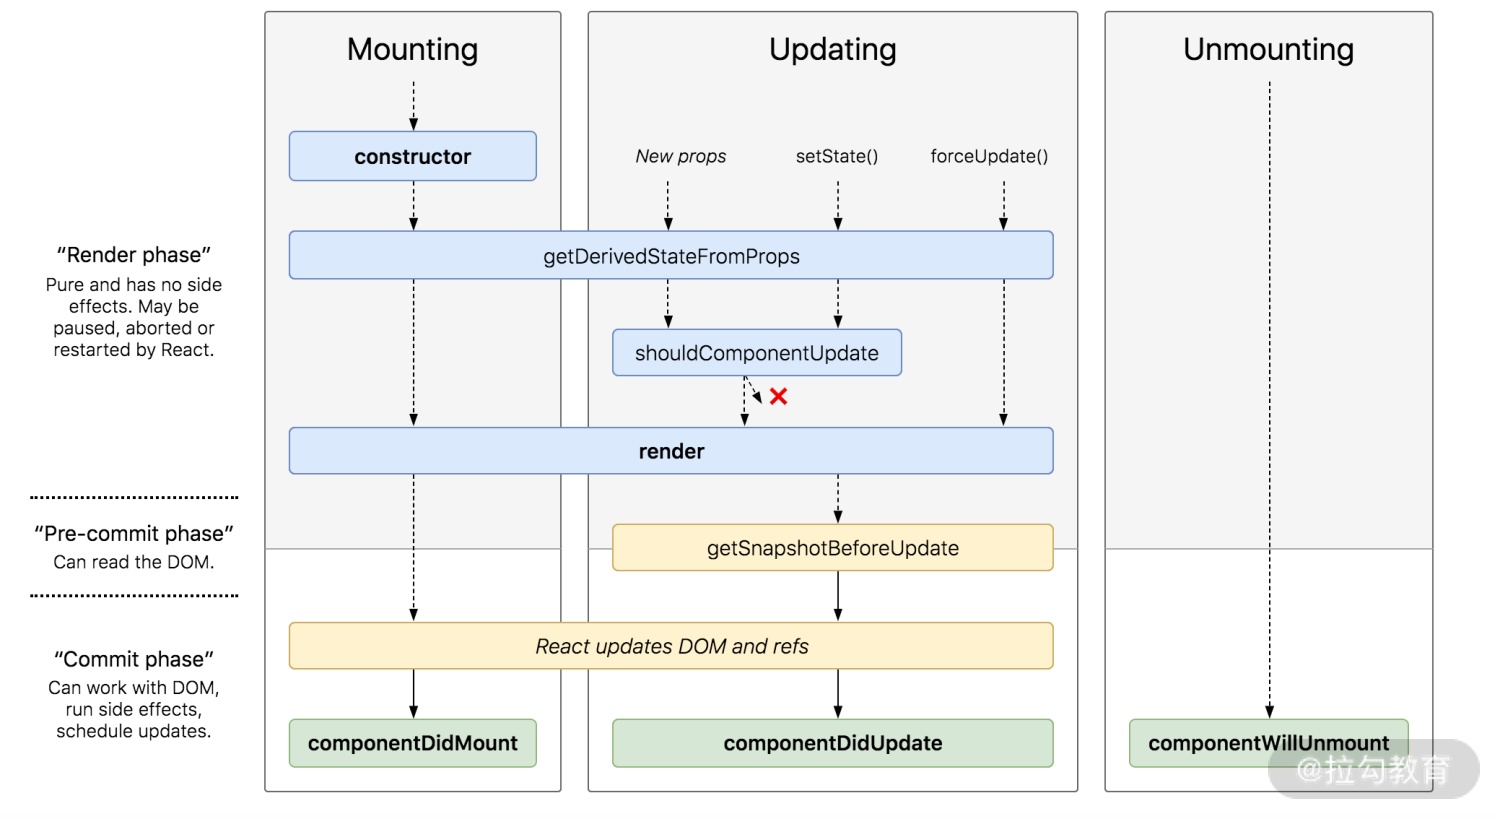 Mounting
Updating
Unmounting
constructor
New props
setState()
forceUpdate()
“Render phase”
Pure and has no side
effects. May be
paused, aborted or
restarted by React.
getDerivedStateFromProps
shouldComponentUpdate
render
“Pre-commit phase”
Can read the DOM.
getSnapshotBeforeUpdate
“Commit phase”
Can work with DOM,
run side effects,
schedule updates.
React updates DOM and refs
componentDidMount
componentDidUpdate
componentWillUnmount
@拉勾教育